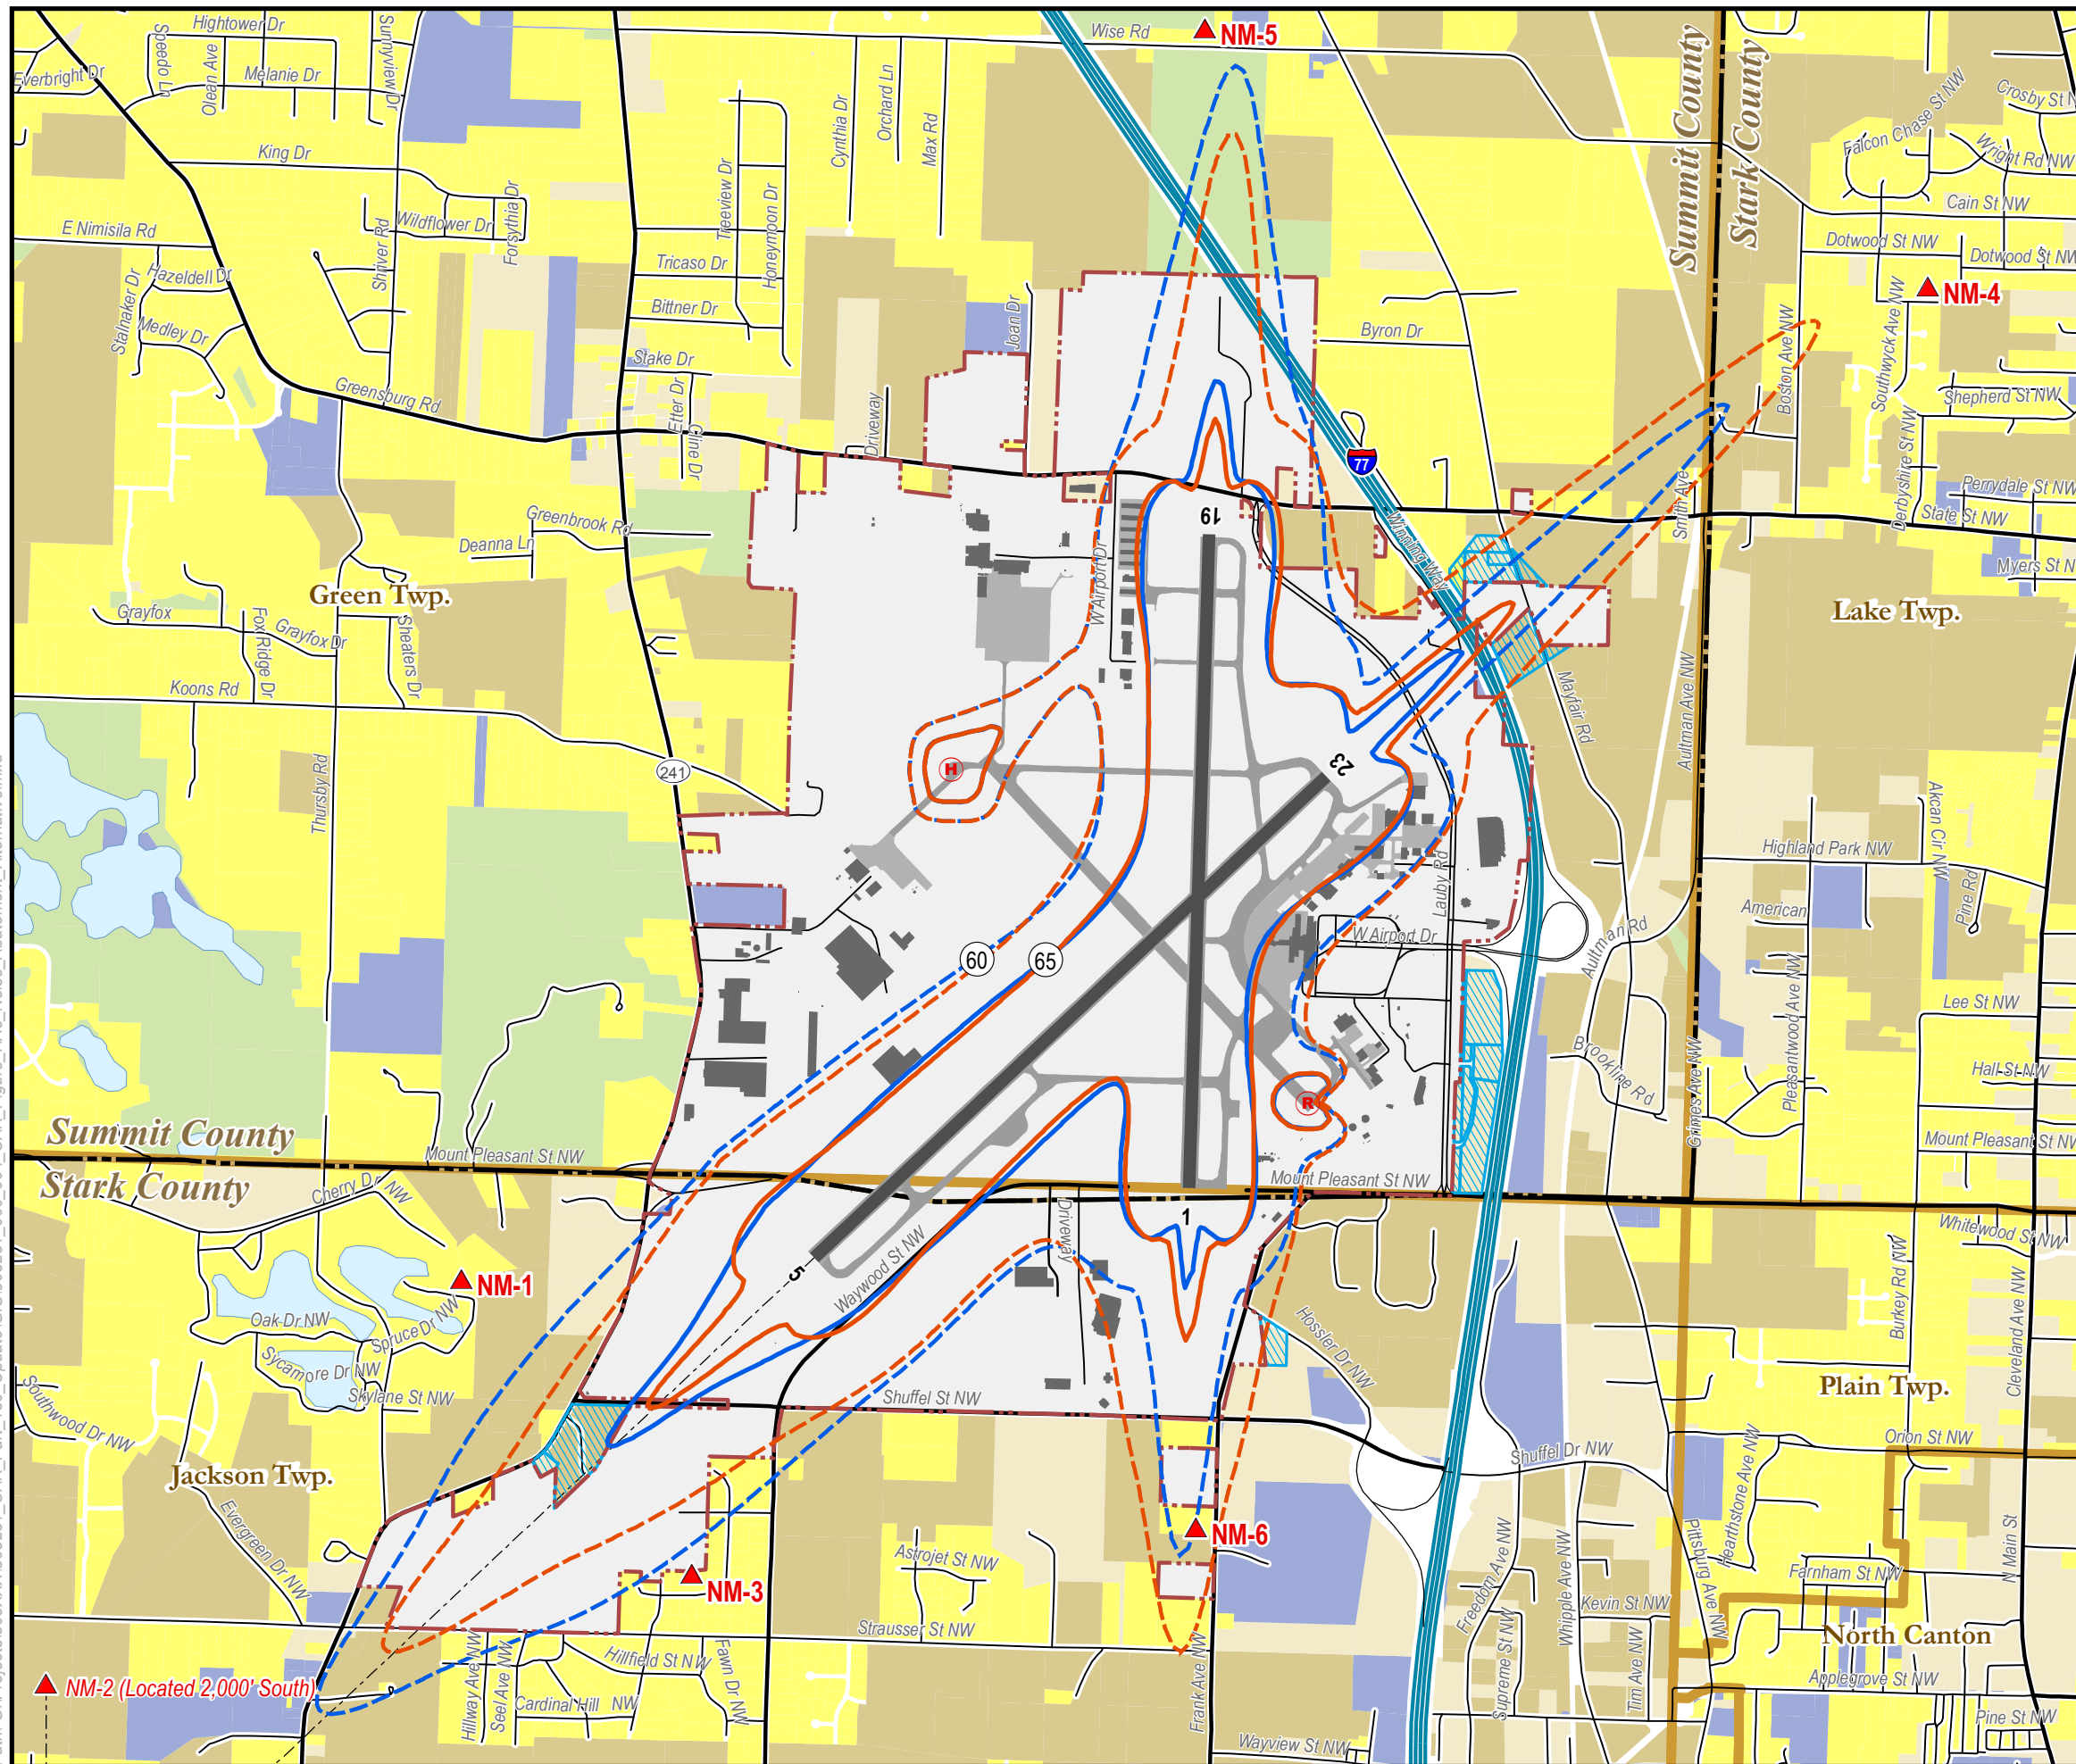 Hightower Dr
Speedo Ln
Olean Ave
Sunnyview Dr
Everbright Dr
Melanie Dr
King Dr
Wildflower Dr
Forsythia Dr
Shriver Rd
E Nimisila Rd
Hazeldell Dr
Stalnaker Dr
Medley Dr
Greensburg Rd
Treeview Dr
Honeymoon Dr
Tricaso Dr
Bittner Dr
Stake Dr
Etter Dr
Cline Dr
Cynthia Dr
Orchard Ln
Max Rd
Joan Dr
Driveway
Wise Rd
NM-5
Summit County
Stark County
Falcon Chase St NW
Crosby St N
Wright Rd NW
Cain St NW
Dotwood St NW
Dotwood St NW
NM-4
Byron Dr
Boston Ave NW
Southwyck Ave NW
Shepherd St NW
Derbyshire St NW
Perrydale St NW
State St NW
Myers St N
Smith Ave
77
Winning Way
Greenbrook Rd
Deanna Ln
Green Twp.
Grayfox
Grayfox Dr
Fox Ridge Dr
Sheaters Dr
Koons Rd
Thursby Rd
241
W Airport Dr
19
23
H
Lake Twp.
Mayfair Rd
Aultman Ave NW
Highland Park NW
Akcan Cir NW
American
Pine Rd
Lauby Rd
W Airport Dr
Aultman Rd
Pleasantwood Ave NW
Lee St NW
Hall St NW
Brookline Rd
Grimes Ave NW
Mount Pleasant St NW
60
65
R
Summit County
Stark County
Mount Pleasant St NW
Mount Pleasant St NW
Cherry Dr NW
Whitewood St NW
Driveway
1
5
Waywood St NW
NM-1
Oak Dr NW
Spruce Dr NW
Sycamore Dr NW
Skylane St NW
Southwood Dr NW
Burkey Rd NW
Cleveland Ave NW
Hossler Dr NW
Shuffel St NW
Plain Twp.
Orion St NW
Shuffel Dr NW
Hearthstone Ave NW
Jackson Twp.
Evergreen Dr NW
NM-6
Astrojet St NW
NM-3
Freedom Ave NW
Whipple Ave NW
Pittsburg Ave NW
Farnham St NW
N Main St
Kevin St NW
Strausser St NW
North Canton
Hillfield St NW
Fawn Dr NW
Hillway Ave NW
Seel Ave NW
Cardinal Hill NW
Frank Ave NW
Supreme St NW
Tim Ave NW
Applegrove St NW
NM-2 (Located 2,000' South)
Pine St NW
Wayview St NW